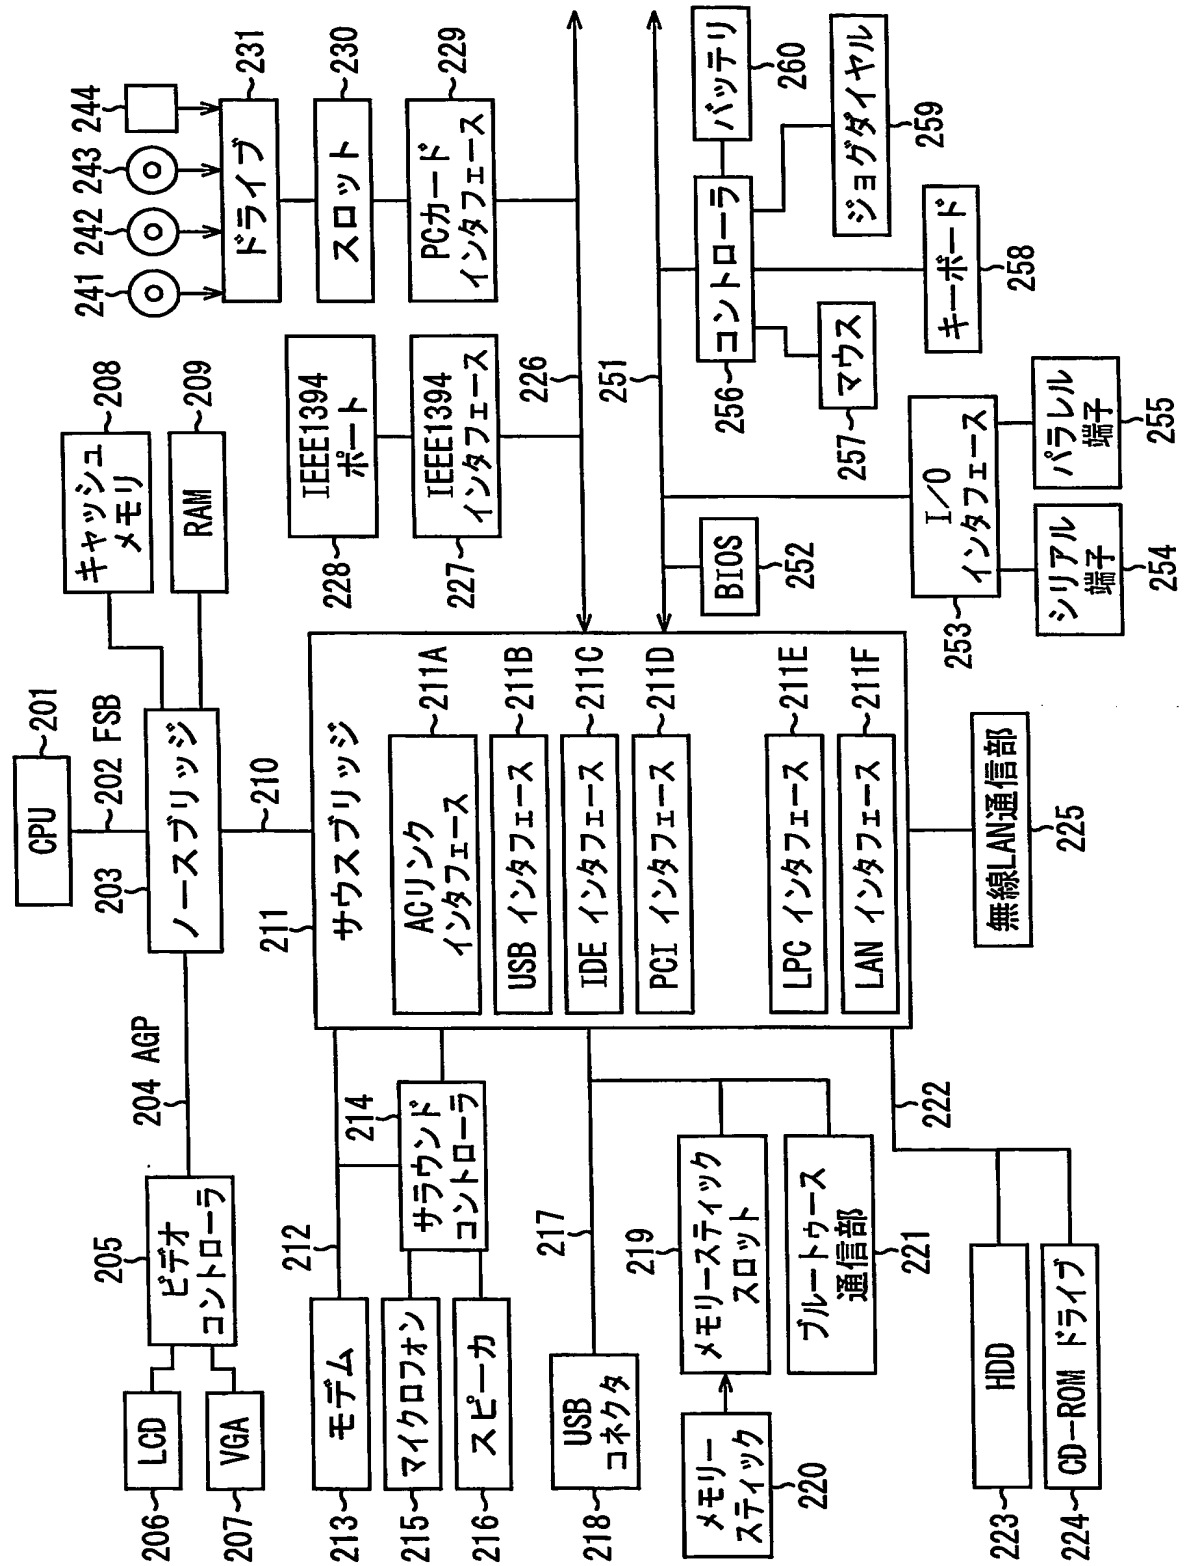 201
CPU
202 FSB
203
ノースブリッジ
204 AGP
205
ビデオ
コントローラ
206
LCD
207
VGA
208
キャッシュ
メモリ
209
RAM
210
211
サウスブリッジ
ACリンク
インタフェース
211A
USB インタフェース
211B
IDE インタフェース
211C
PCI インタフェース
211D
LPC インタフェース
211E
LAN インタフェース
211F
212
213
モデム
214
サラウンド
コントローラ
215
マイクロフォン
216
スピーカ
217
218
USB
コネクタ
219
メモリースティック
スロット
220
メモリー
スティック
221
ブルートゥース
通信部
222
223
HDD
224
CD-ROM ドライブ
225
無線LAN通信部
226
227
IEEE1394
インタフェース
228
IEEE1394
ポート
229
PCカード
インタフェース
230
スロット
231
ドライブ
241
242
243
244
251
252
BIOS
253
I/O
インタフェース
254
シリアル
端子
255
パラレル
端子
256
コントローラ
257
マウス
258
キーボード
259
ジョグダイヤル
260
バッテリ